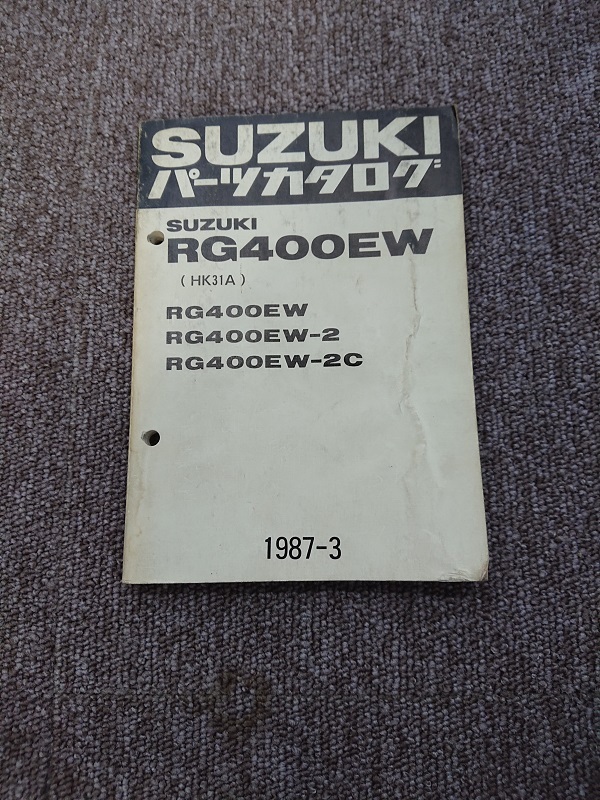 SUZUKI
パーツカタログ
SUZUKI
RG400EW
( HK31A )
RG400EW
RG400EW-2
RG400EW-2C
1987-3